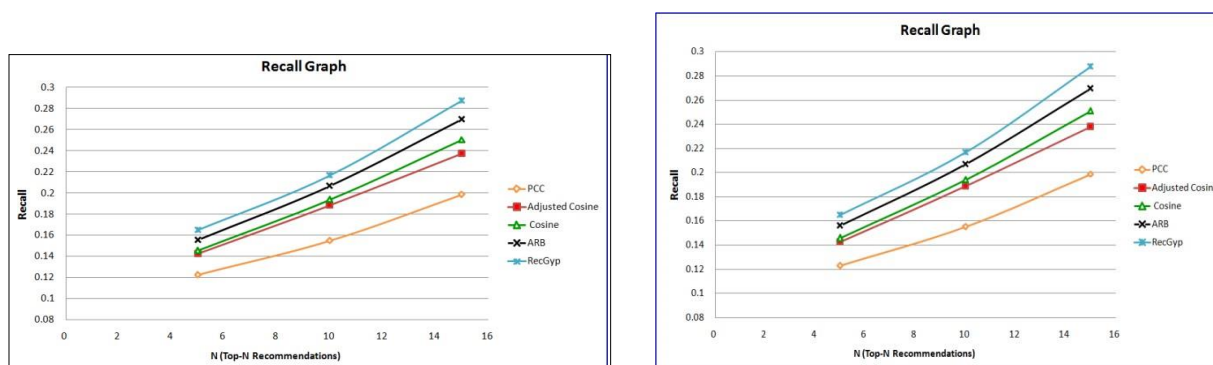 Recall Graph
0.3
0.28
0.26
0.24
0.22
0.2
0.18
0.16
0.14
0.12
0.1
0.08
Recall
0 2 4 6 8 10 12 14 16
N (Top-N Recommendations)
PCC
Adjusted Cosine
Cosine
ARB
RecGyp
Recall Graph
0.3
0.28
0.26
0.24
0.22
0.2
0.18
0.16
0.14
0.12
0.1
0.08
Recall
0 2 4 6 8 10 12 14 16
N (Top-N Recommendations)
PCC
Adjusted Cosin
Cosine
ARB
RecGyp